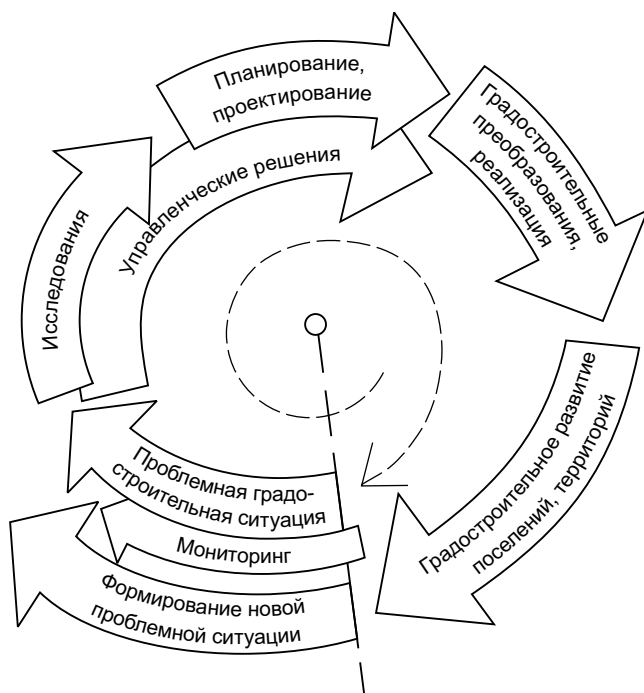 Планирование,
проектирование
Градостроительные
преобразования,
реализация
Управленческие решения
Исследования
Градостроительное развитие
поселений, территорий
Проблемная градо-
строительная ситуация
Мониторинг
Формирование новой
проблемной ситуации